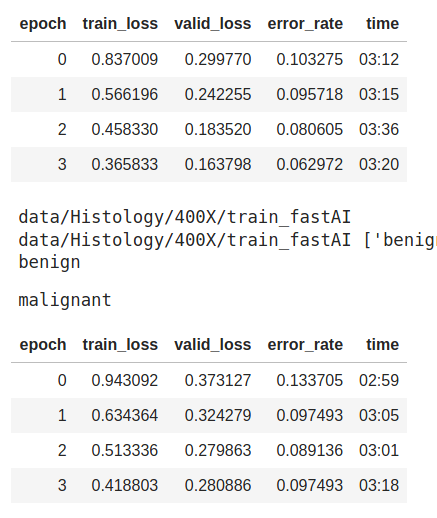 epoch train_loss valid_loss error_rate time
0 0.837009 0.299770 0.103275 03:12
1 0.566196 0.242255 0.095718 03:15
2 0.458330 0.183520 0.080605 03:36
3 0.365833 0.163798 0.062972 03:20
data/Histology/400X/train_fastAI
data/Histology/400X/train_fastAI ['benig
benign
malignant
epoch train_loss valid_loss error_rate time
0 0.943092 0.373127 0.133705 02:59
1 0.634364 0.324279 0.097493 03:05
2 0.513336 0.279863 0.089136 03:01
3 0.418803 0.280886 0.097493 03:18